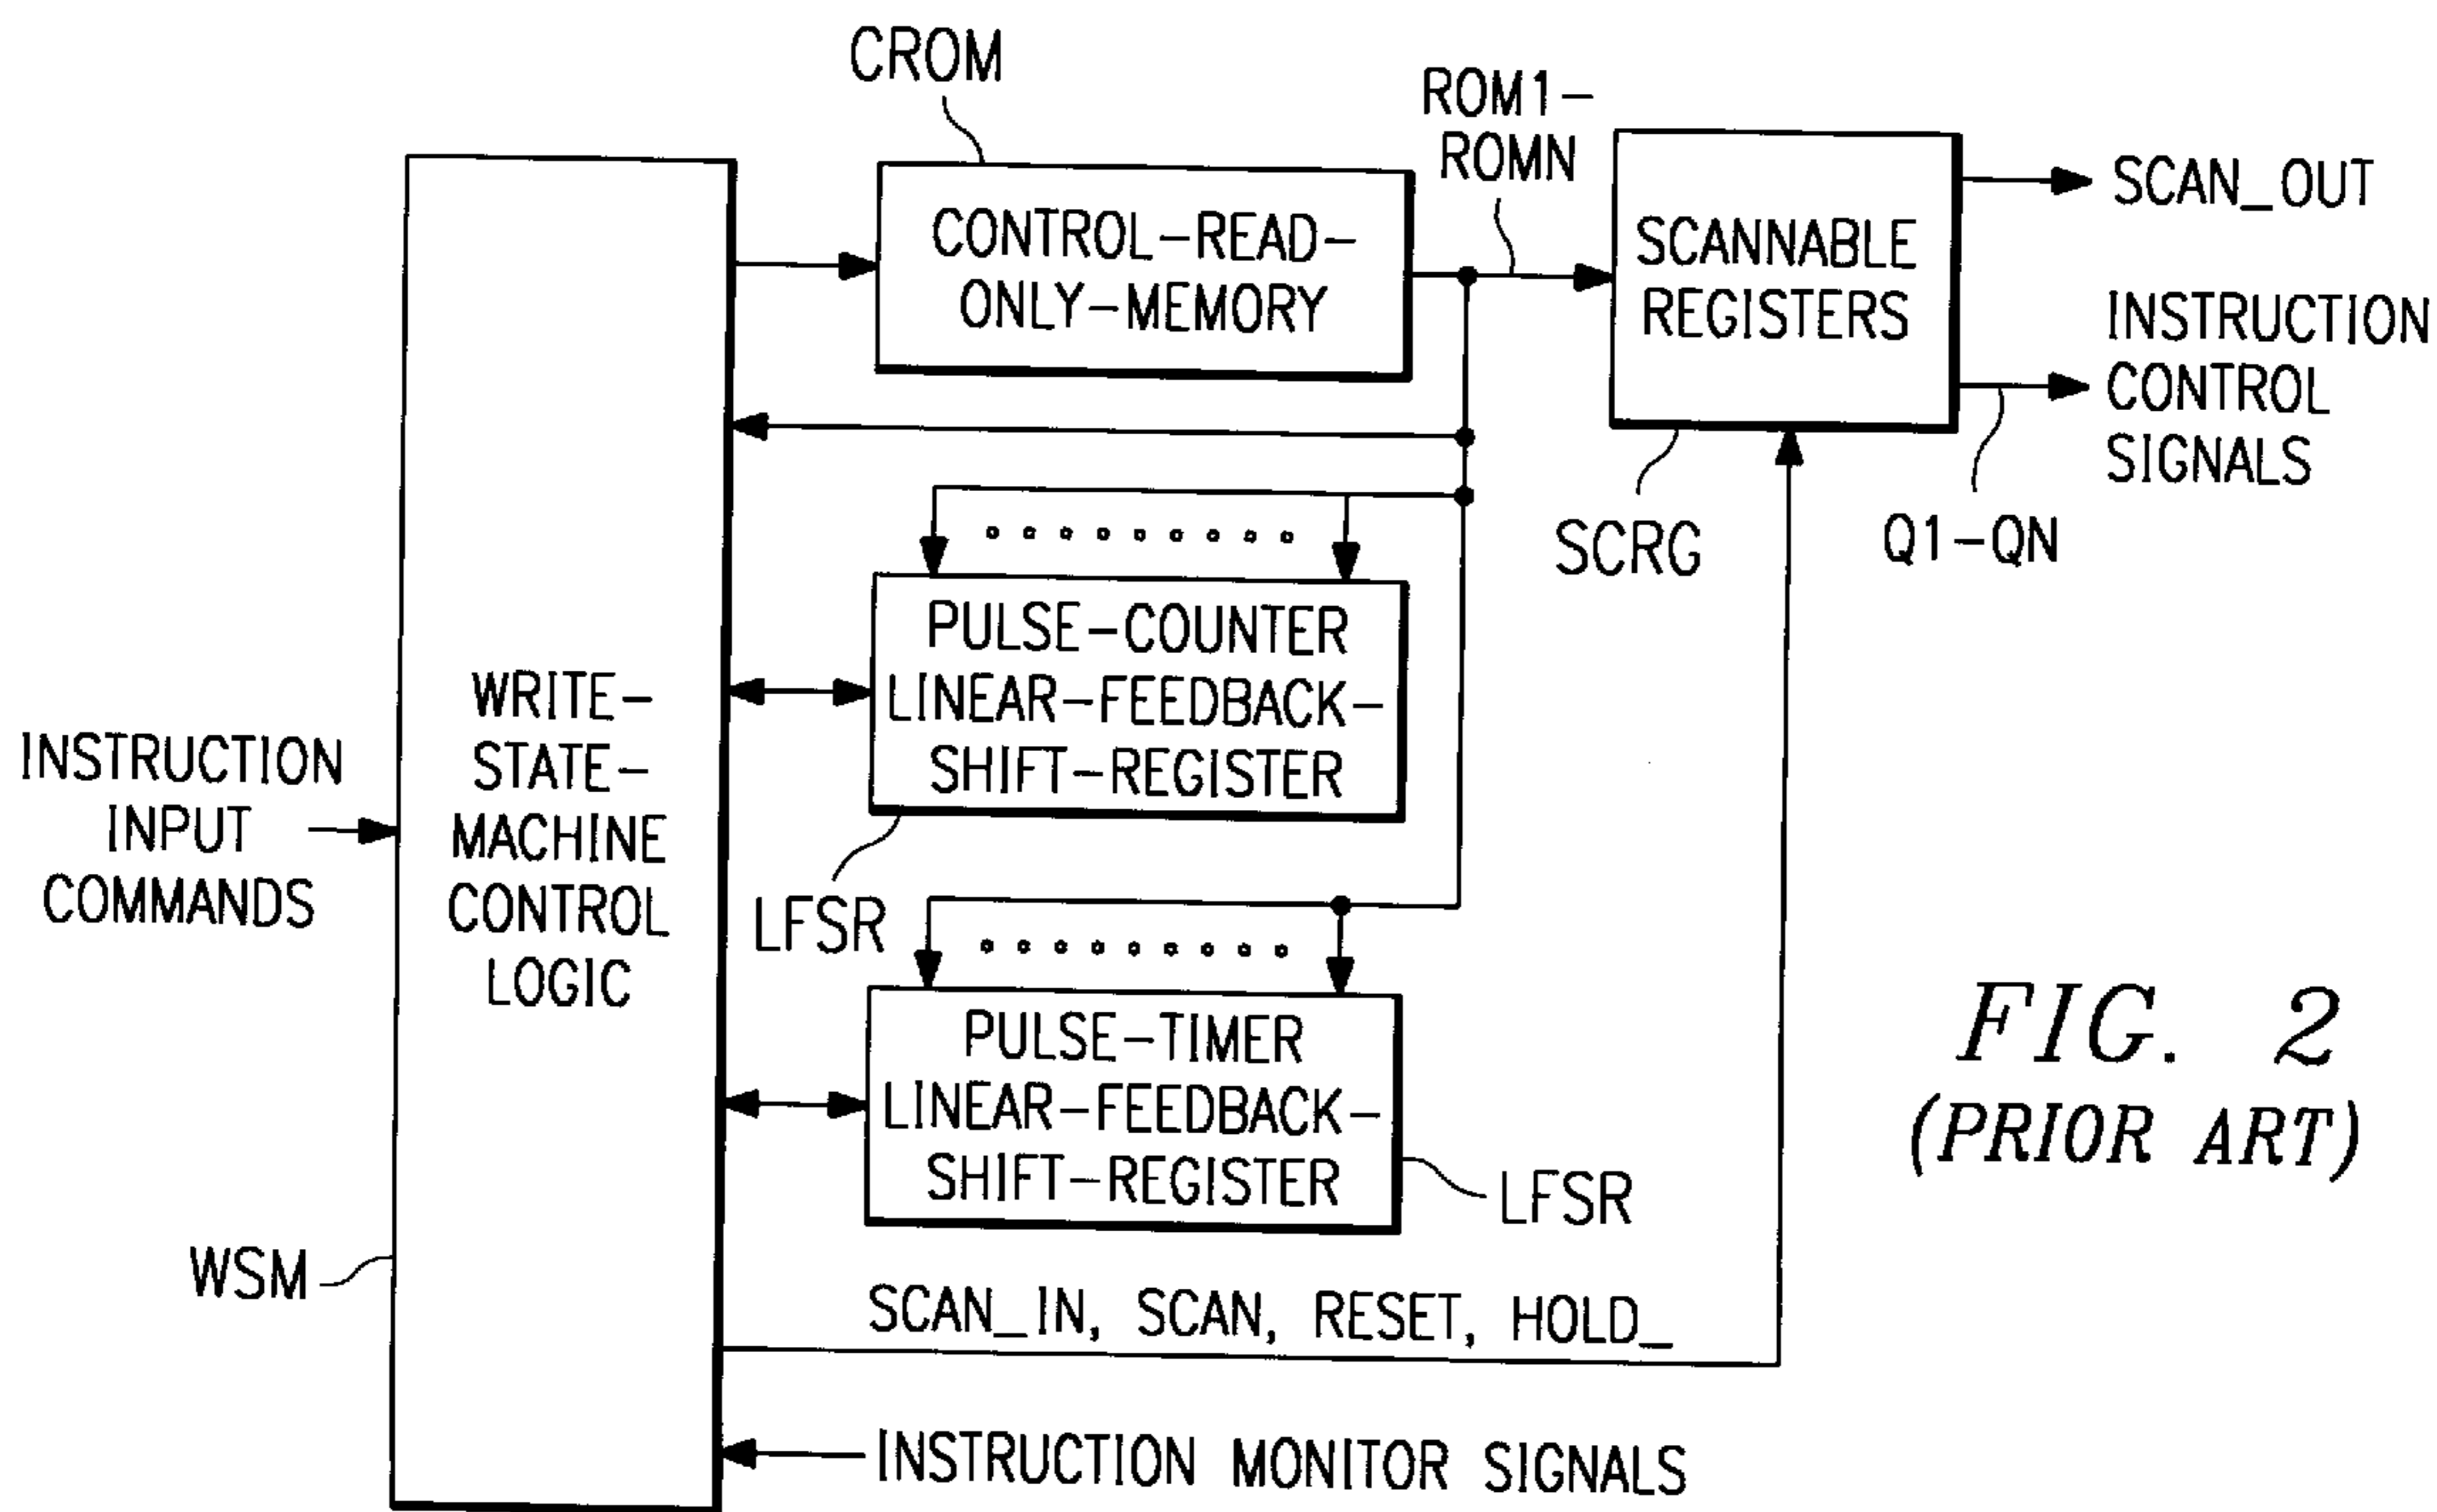 CROM
ROM1-
ROMN
CONTROL-READ-
ONLY-MEMORY
SCANNABLE
REGISTERS
SCAN_OUT
INSTRUCTION
CONTROL
SIGNALS
SCRG
Q1-QN
PULSE-COUNTER
LINEAR-FEEDBACK-
SHIFT-REGISTER
LFSR
INSTRUCTION
INPUT
COMMANDS
WRITE-
STATE-
MACHINE
CONTROL
LOGIC
PULSE-TIMER
LINEAR-FEEDBACK-
SHIFT-REGISTER
LFSR
WSM
SCAN_IN, SCAN, RESET, HOLD_
INSTRUCTION MONITOR SIGNALS
FIG. 2
(PRIOR ART)